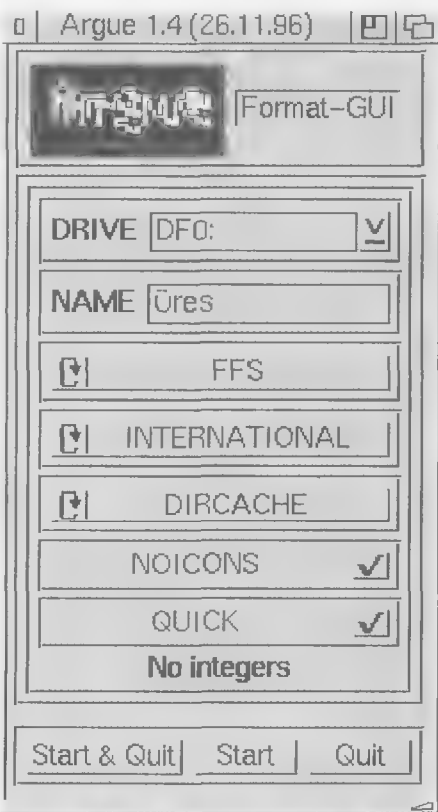 Argue 1.4 (26.11.96)
Argue
Format-GUI
DRIVE DF0:
NAME Üres
FFS
INTERNATIONAL
DIRCACHE
NOICONS
QUICK
No integers
Start & Quit Start Quit